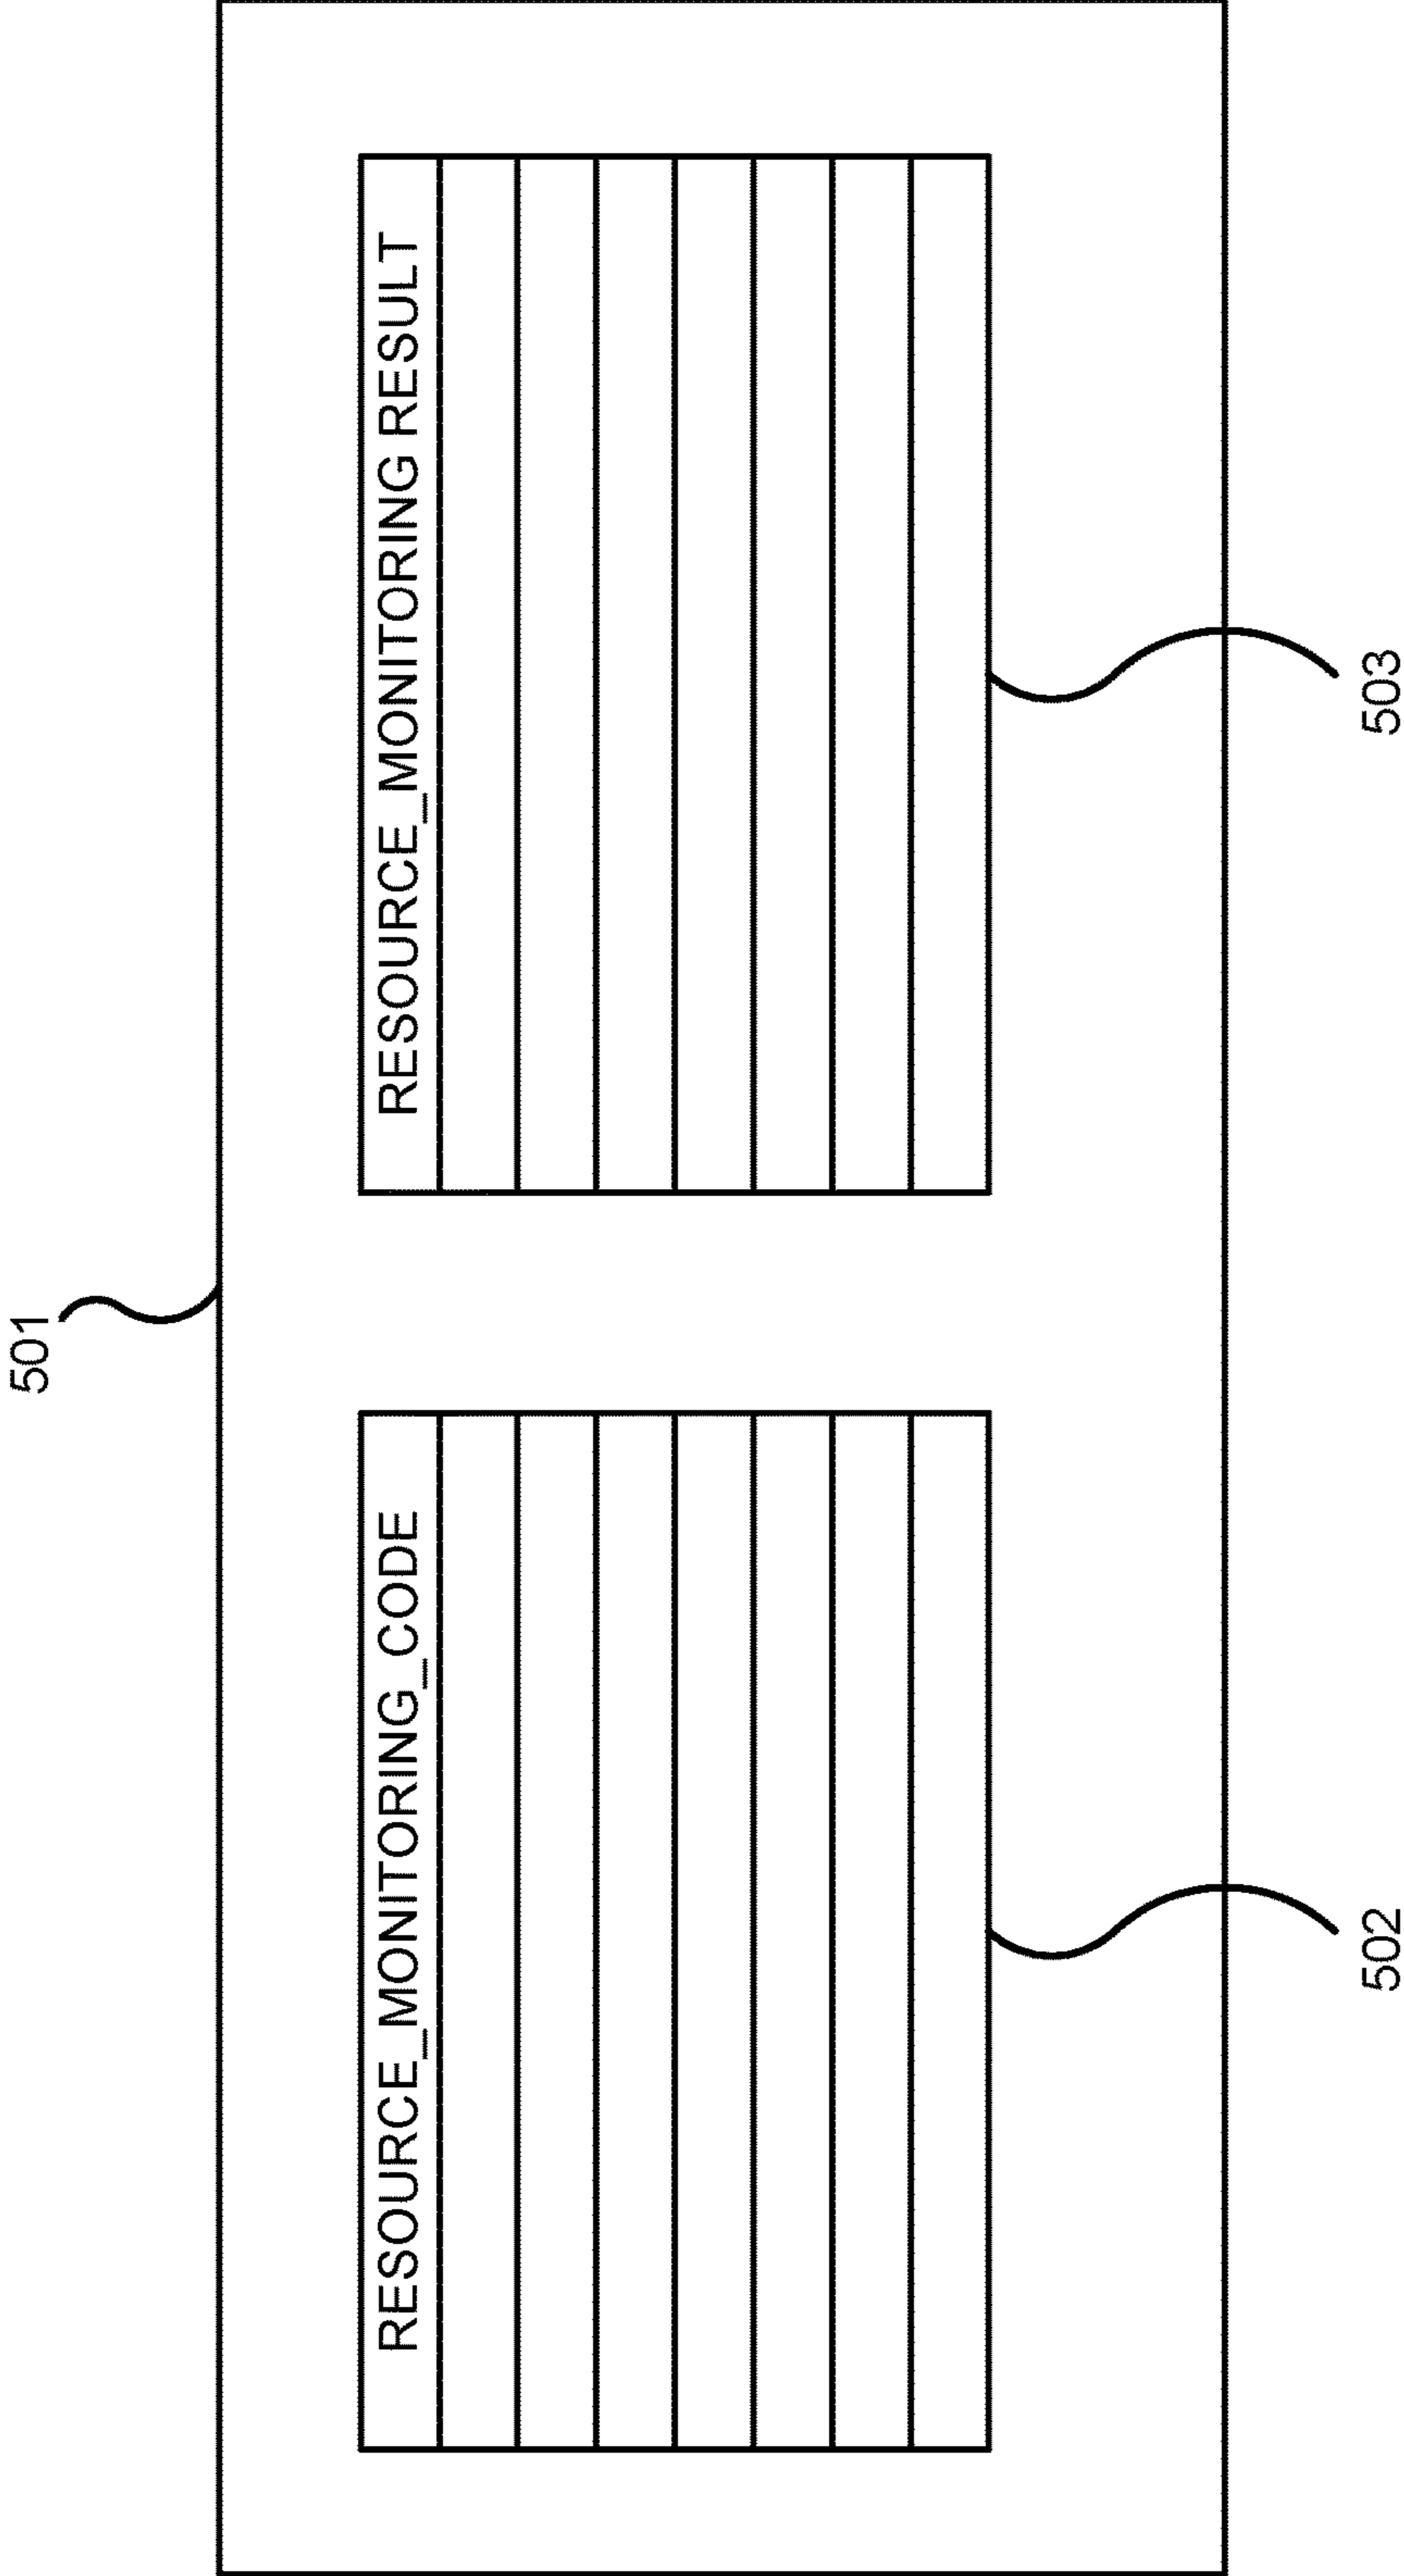 501
RESOURCE_MONITORING_CODE
RESOURCE_MONITORING RESULT
502
503